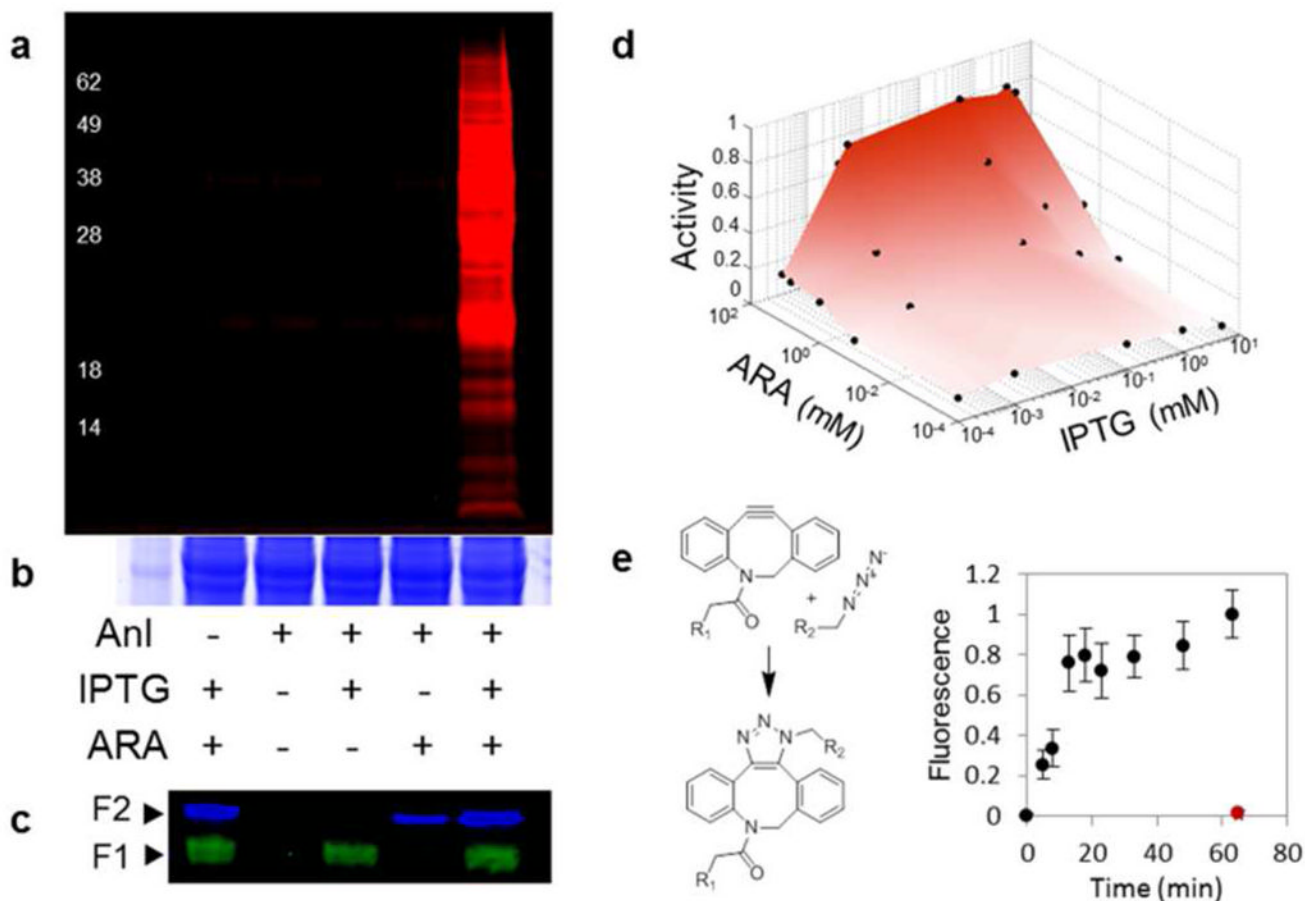 a
62
49
38
28
18
14
b
Anl - + + + +
IPTG + - + - +
ARA + - - + +
c
F2
F1
d
Activity
1
0.8
0.6
0.4
0.2
0
10²
10⁰
10⁻²
10⁻⁴
ARA (mM)
10⁻⁴
10⁻³
10⁻²
10⁻¹
10⁰
10¹
IPTG (mM)
e
N
O
R₁
+
R₂
N
N⁺
N⁻
N
N
N
R₂
N
O
R₁
Fluorescence
1.2
1
0.8
0.6
0.4
0.2
0
0 20 40 60 80
Time (min)